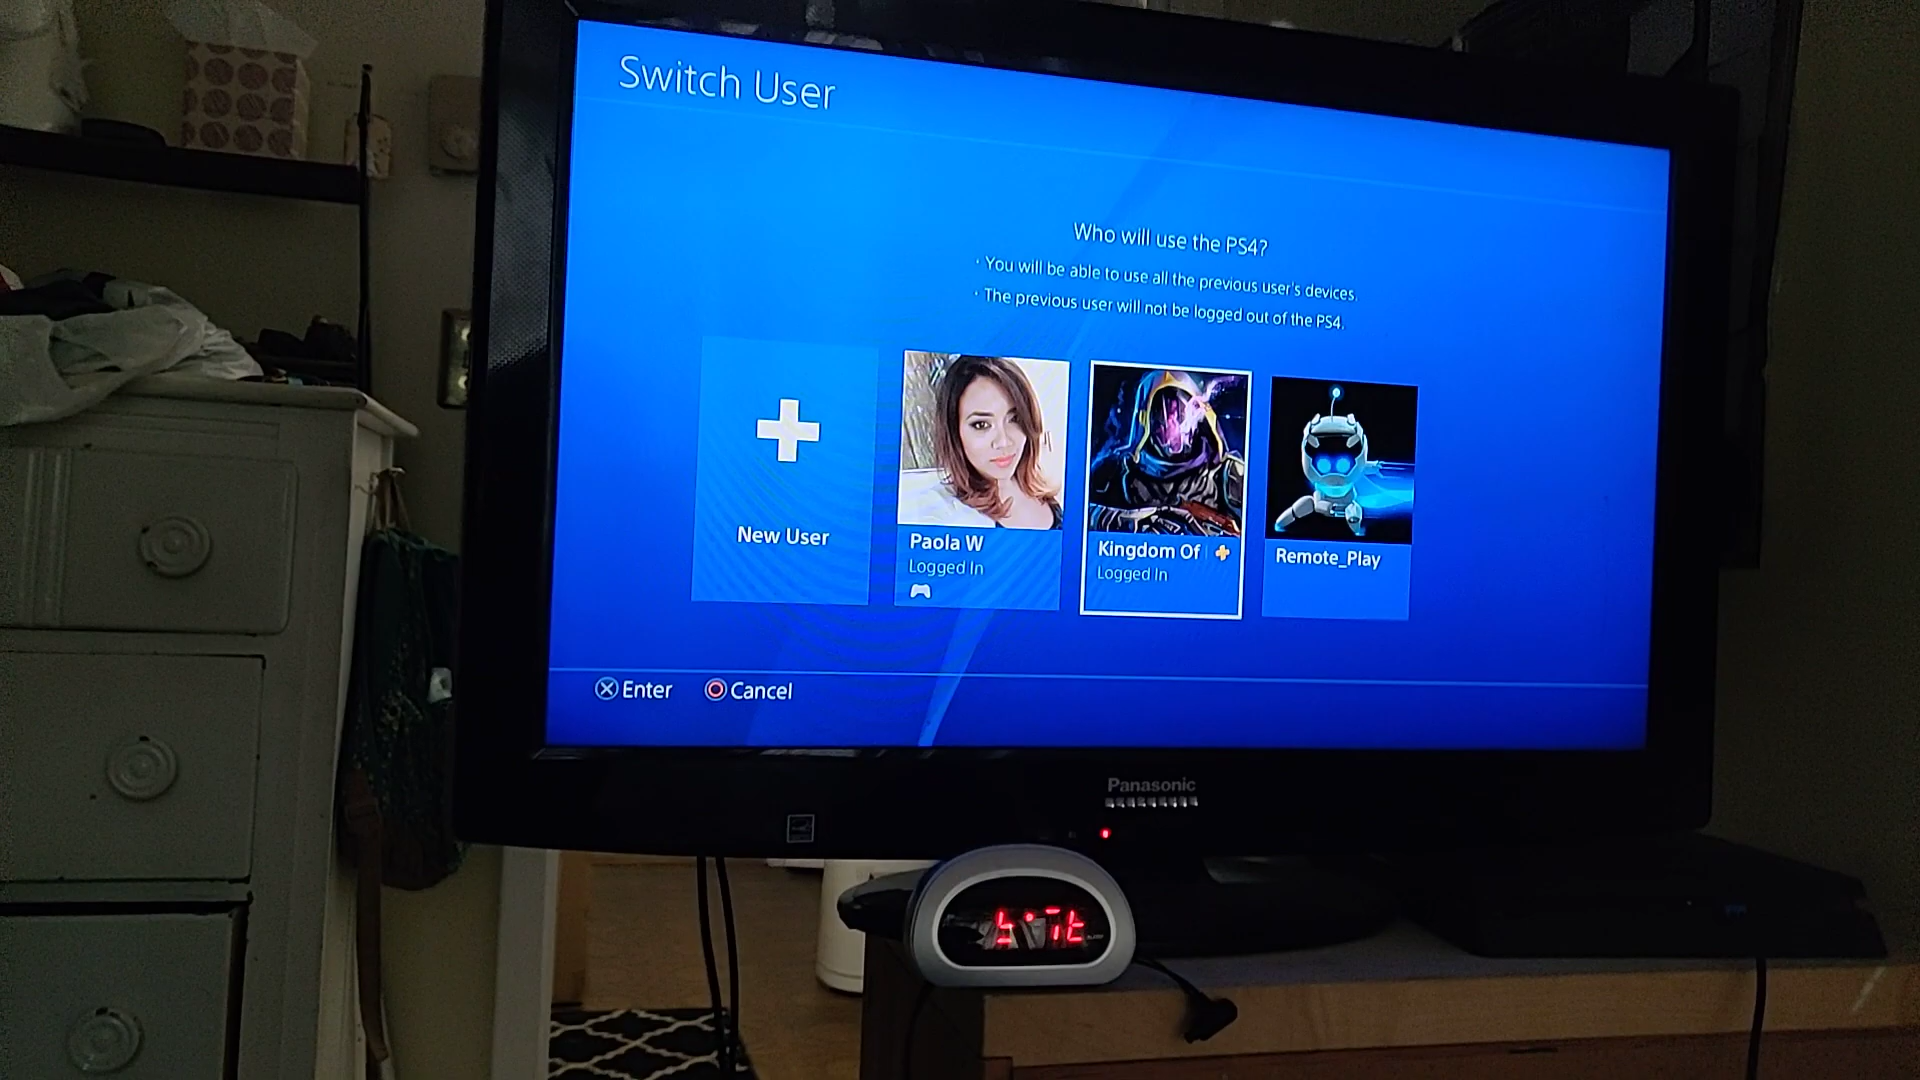 Switch User
Who will use the PS4?
· You will be able to use all the previous user's devices.
· The previous user will not be logged out of the PS4.
New User
Paola W
Logged In
Kingdom Of
Logged In
Remote_Play
Enter
Cancel
Panasonic